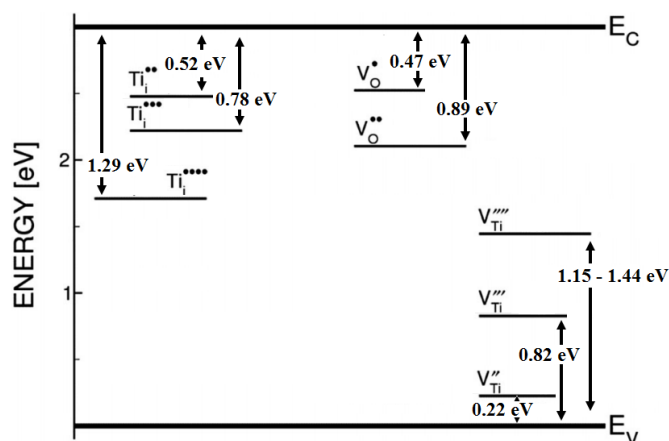 E_C
0.52 eV
0.47 eV
Ti_i^••
V_O^•
0.78 eV
0.89 eV
Ti_i^•••
V_O^••
2
1.29 eV
Ti_i^••••
ENERGY [eV]
V_Ti^′′′′
1.15 - 1.44 eV
1
V_Ti^′′′
0.82 eV
V_Ti^′′
0.22 eV
E_V